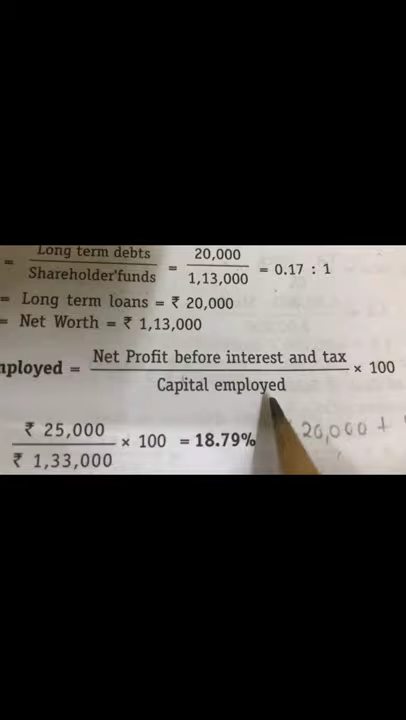 = Long term debts / Shareholder'funds = 20,000 / 1,13,000 = 0.17 : 1
= Long term loans = ₹ 20,000
= Net Worth = ₹ 1,13,000
mployed = Net Profit before interest and tax / Capital employed × 100
₹ 25,000 / ₹ 1,33,000 × 100 = 18.79%
20,000 +